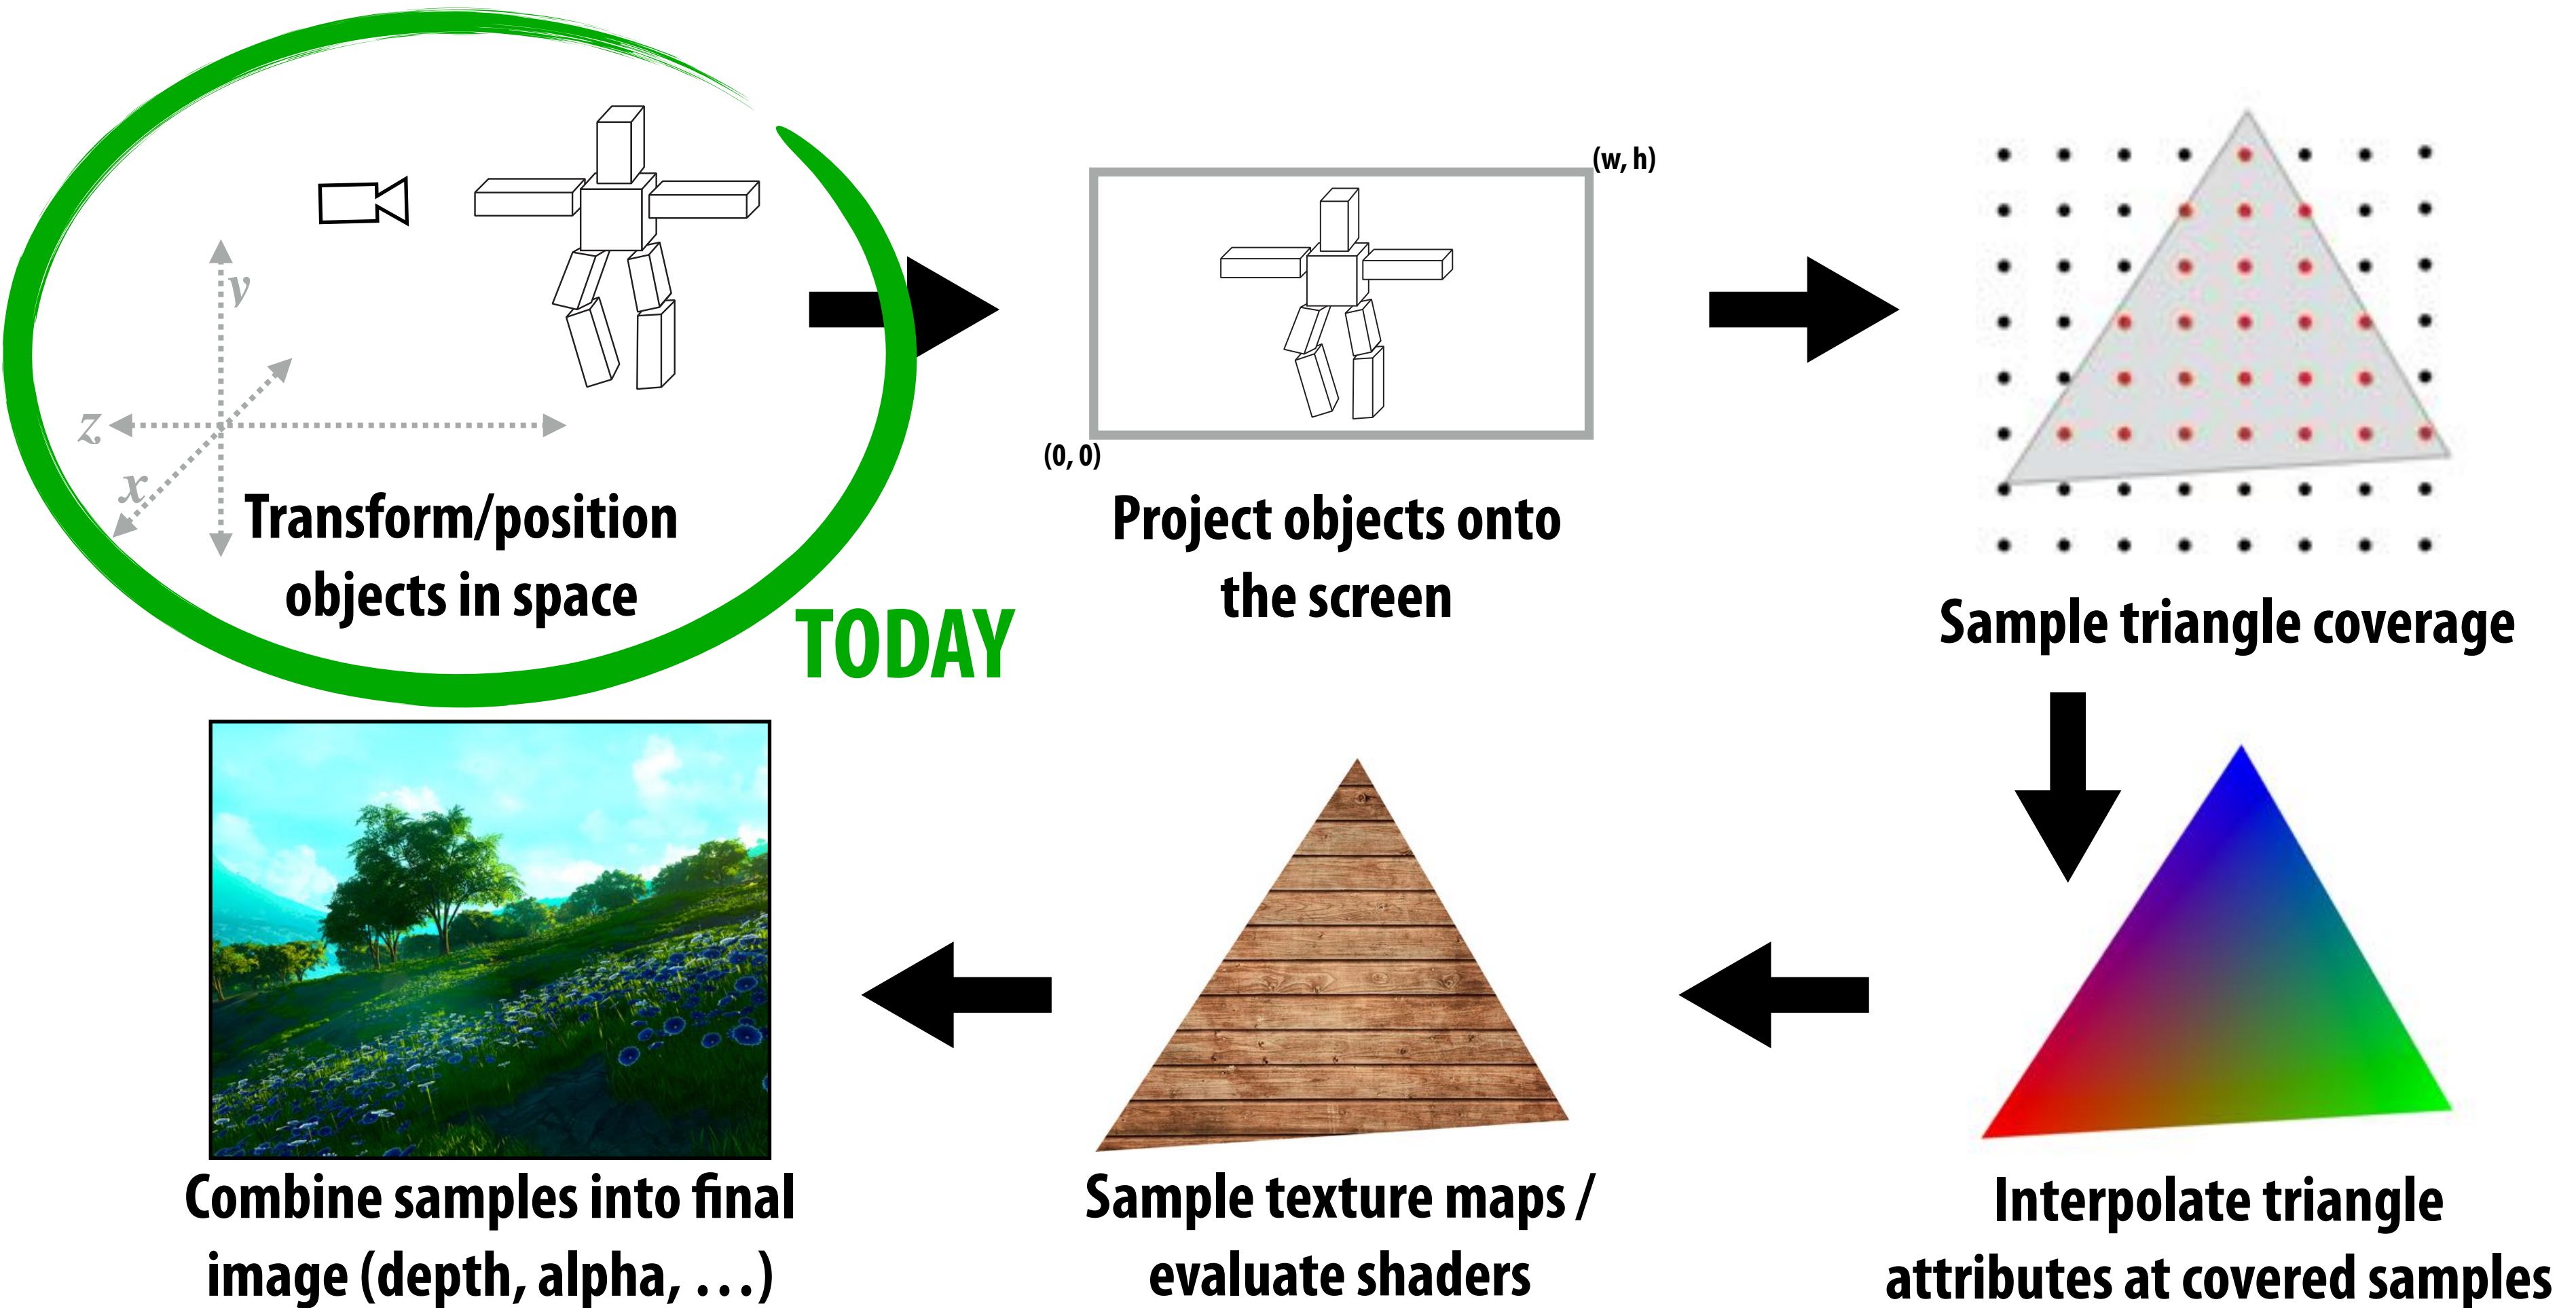 y
z
x
Transform/position
objects in space
TODAY
(w, h)
(0, 0)
Project objects onto
the screen
Sample triangle coverage
Interpolate triangle
attributes at covered samples
Sample texture maps /
evaluate shaders
Combine samples into final
image (depth, alpha, …)